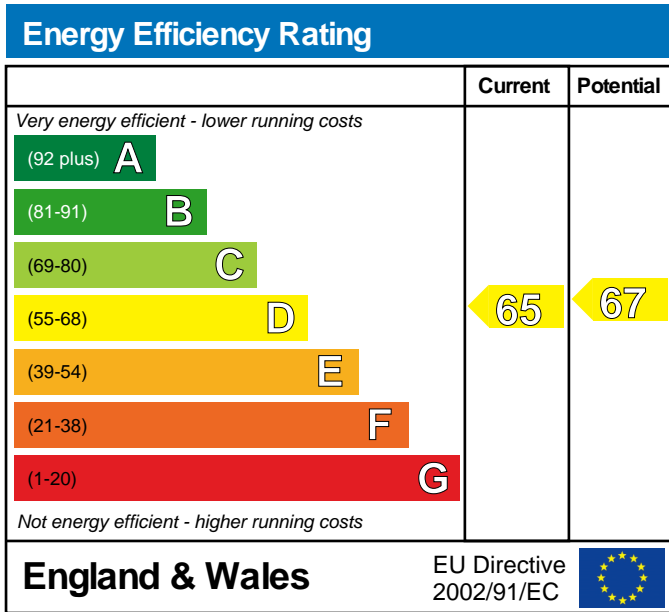 Energy Efficiency Rating
Current Potential
Very energy efficient - lower running costs
(92 plus) A
(81-91) B
(69-80) C
(55-68) D
65 67
(39-54) E
(21-38) F
(1-20) G
Not energy efficient - higher running costs
England & Wales
EU Directive
2002/91/EC